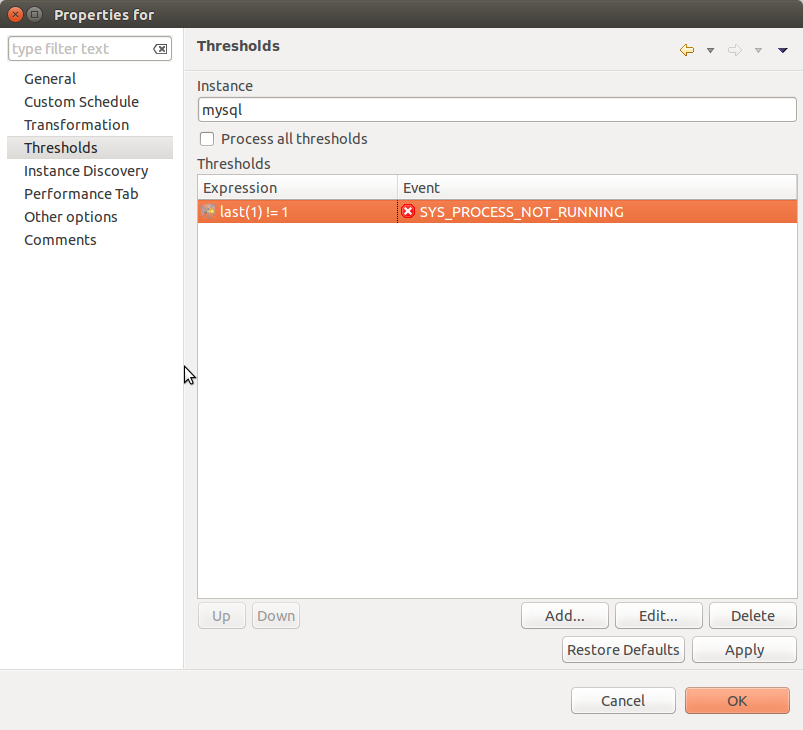 Properties for
type filter text
General
Custom Schedule
Transformation
Thresholds
Instance Discovery
Performance Tab
Other options
Comments
Thresholds
Instance
mysql
Process all thresholds
Thresholds
Expression Event
last(1) != 1 SYS_PROCESS_NOT_RUNNING
Up Down Add... Edit... Delete
Restore Defaults Apply
Cancel OK